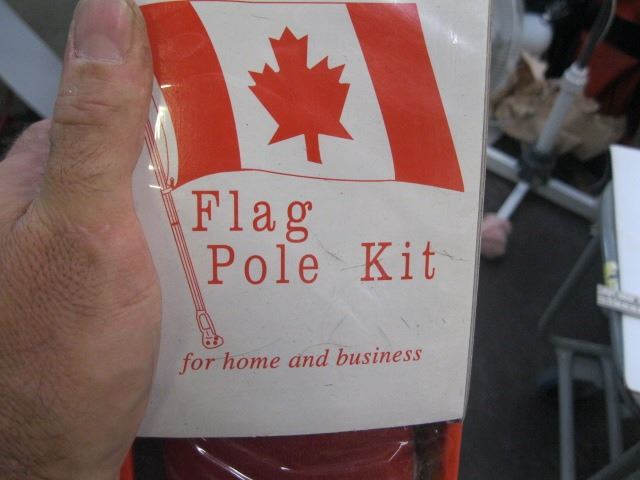 Flag
Pole Kit
for home and business